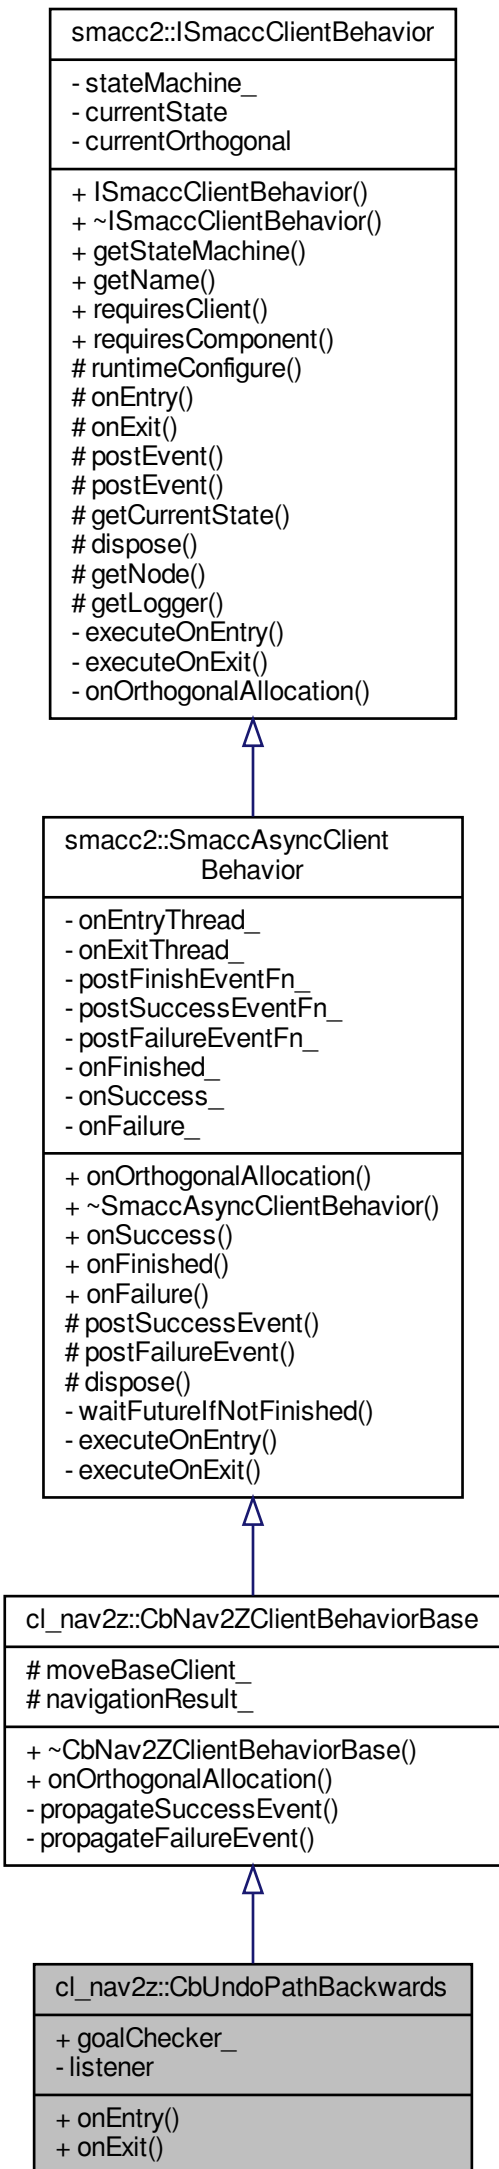 smacc2::ISmaccClientBehavior
- stateMachine_
- currentState
- currentOrthogonal
+ ISmaccClientBehavior()
+ ~ISmaccClientBehavior()
+ getStateMachine()
+ getName()
+ requiresClient()
+ requiresComponent()
# runtimeConfigure()
# onEntry()
# onExit()
# postEvent()
# postEvent()
# getCurrentState()
# dispose()
# getNode()
# getLogger()
- executeOnEntry()
- executeOnExit()
- onOrthogonalAllocation()
smacc2::SmaccAsyncClient
Behavior
- onEntryThread_
- onExitThread_
- postFinishEventFn_
- postSuccessEventFn_
- postFailureEventFn_
- onFinished_
- onSuccess_
- onFailure_
+ onOrthogonalAllocation()
+ ~SmaccAsyncClientBehavior()
+ onSuccess()
+ onFinished()
+ onFailure()
# postSuccessEvent()
# postFailureEvent()
# dispose()
- waitFutureIfNotFinished()
- executeOnEntry()
- executeOnExit()
cl_nav2z::CbNav2ZClientBehaviorBase
# moveBaseClient_
# navigationResult_
+ ~CbNav2ZClientBehaviorBase()
+ onOrthogonalAllocation()
- propagateSuccessEvent()
- propagateFailureEvent()
cl_nav2z::CbUndoPathBackwards
+ goalChecker_
- listener
+ onEntry()
+ onExit()